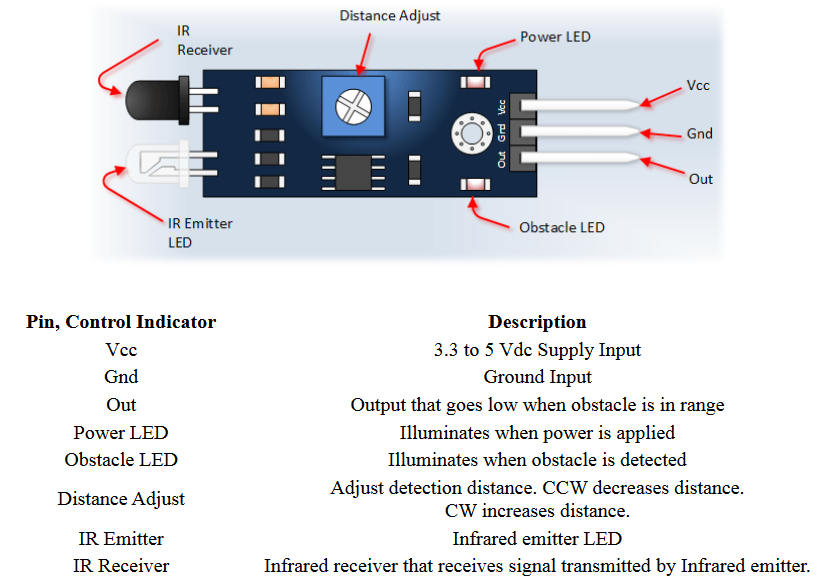 Distance Adjust
IR
Receiver
Power LED
Vcc
Vcc
Gnd
Gnd
Out
Out
IR Emitter
LED
Obstacle LED
Pin, Control Indicator Description
Vcc 3.3 to 5 Vdc Supply Input
Gnd Ground Input
Out Output that goes low when obstacle is in range
Power LED Illuminates when power is applied
Obstacle LED Illuminates when obstacle is detected
Distance Adjust Adjust detection distance. CCW decreases distance.
CW increases distance.
IR Emitter Infrared emitter LED
IR Receiver Infrared receiver that receives signal transmitted by Infrared emitter.